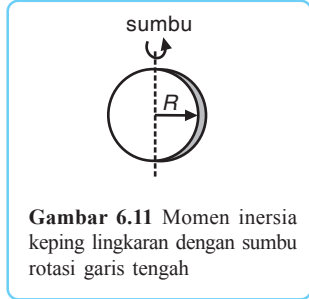 sumbu
R
Gambar 6.11 Momen inersia
keping lingkaran dengan sumbu
rotasi garis tengah